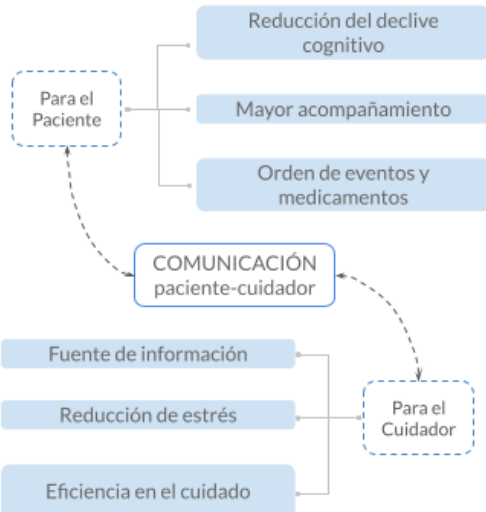 Reducción del declive
cognitivo
Para el
Paciente
Mayor acompañamiento
Orden de eventos y
medicamentos
COMUNICACIÓN
paciente-cuidador
Fuente de información
Reducción de estrés
Para el
Cuidador
Eficiencia en el cuidado